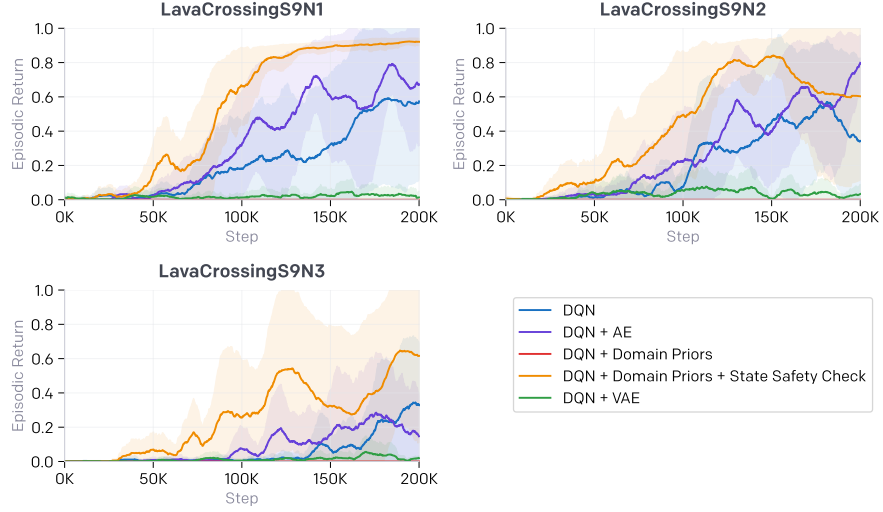 LavaCrossingS9N1
Episodic Return
1.0
0.8
0.6
0.4
0.2
0.0
0K
50K
100K
150K
200K
Step
LavaCrossingS9N2
Episodic Return
1.0
0.8
0.6
0.4
0.2
0.0
0K
50K
100K
150K
200K
Step
LavaCrossingS9N3
Episodic Return
1.0
0.8
0.6
0.4
0.2
0.0
0K
50K
100K
150K
200K
Step
DQN
DQN + AE
DQN + Domain Priors
DQN + Domain Priors + State Safety Check
DQN + VAE